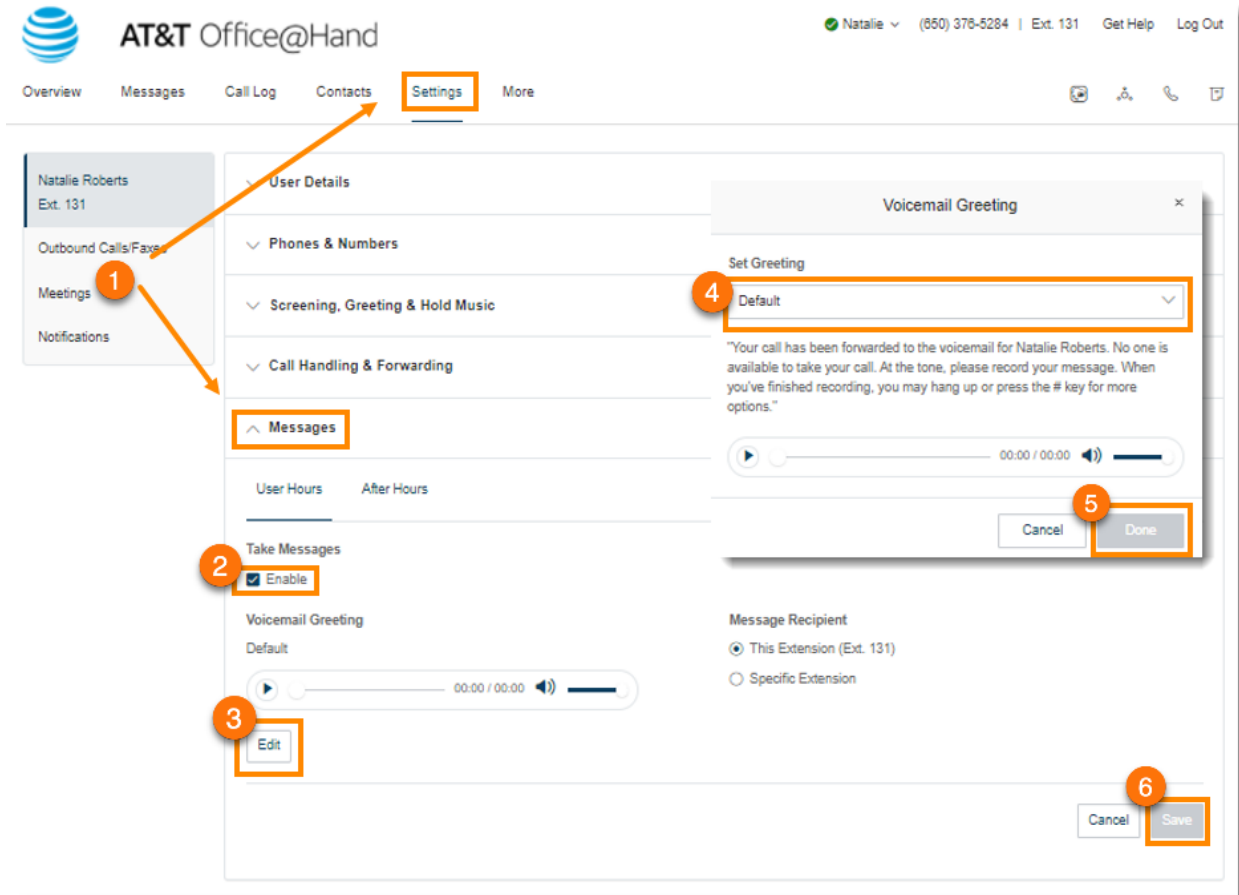 AT&T Office@Hand
Natalie (650) 376-5284 | Ext. 131 Get Help Log Out
Overview Messages Call Log Contacts Settings More
Natalie Roberts
Ext. 131
Outbound Calls/Faxes
Meetings
Notifications
1
User Details
Phones & Numbers
Screening, Greeting & Hold Music
Call Handling & Forwarding
Messages
User Hours After Hours
Take Messages
2
Enable
Voicemail Greeting
Default
00:00 / 00:00
3
Edit
Message Recipient
This Extension (Ext. 131)
Specific Extension
6
Cancel Save
Voicemail Greeting ×
Set Greeting
4
Default
"Your call has been forwarded to the voicemail for Natalie Roberts. No one is
available to take your call. At the tone, please record your message. When
you've finished recording, you may hang up or press the # key for more
options."
00:00 / 00:00
5
Cancel Done